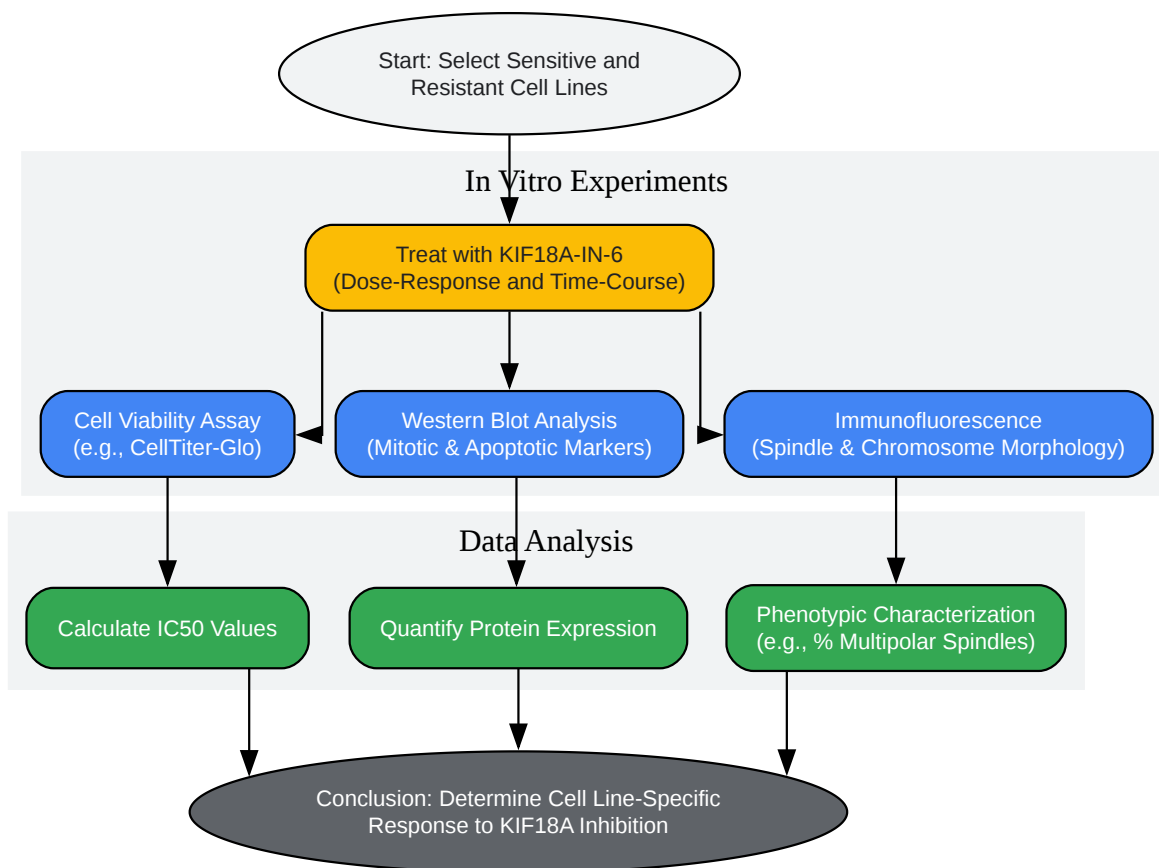 Start: Select Sensitive and
Resistant Cell Lines
In Vitro Experiments
Treat with KIF18A-IN-6
(Dose-Response and Time-Course)
Cell Viability Assay
(e.g., CellTiter-Glo)
Western Blot Analysis
(Mitotic & Apoptotic Markers)
Immunofluorescence
(Spindle & Chromosome Morphology)
Data Analysis
Calculate IC50 Values
Quantify Protein Expression
Phenotypic Characterization
(e.g., % Multipolar Spindles)
Conclusion: Determine Cell Line-Specific
Response to KIF18A Inhibition